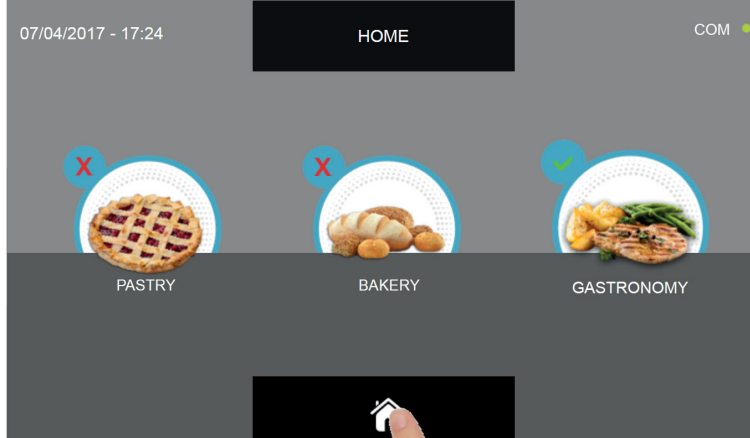 07/04/2017 - 17:24
HOME
COM
X
X
PASTRY
BAKERY
GASTRONOMY